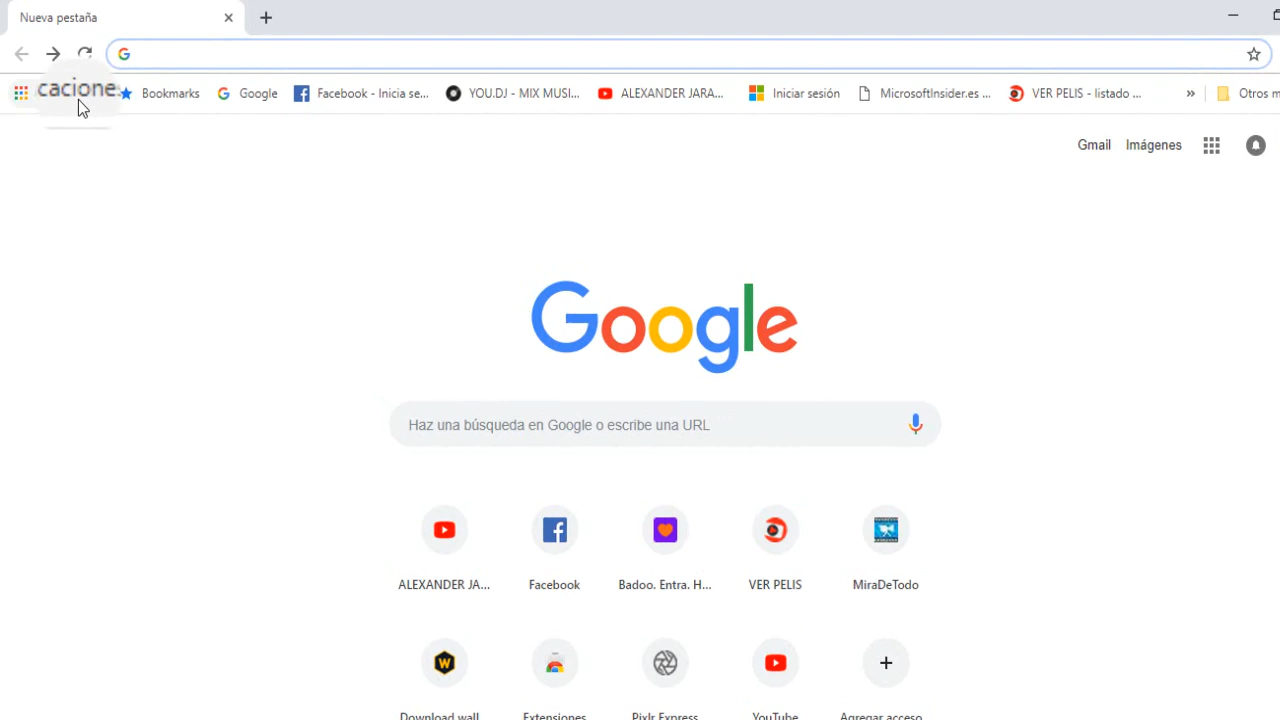 Nueva pestaña
cacione
Bookmarks
Google
Facebook - Inicia se...
YOU.DJ - MIX MUSI...
ALEXANDER JARA...
Iniciar sesión
MicrosoftInsider.es ...
VER PELIS - listado ...
»
Otros m
Gmail
Imágenes
Google
Haz una búsqueda en Google o escribe una URL
ALEXANDER JA...
Facebook
Badoo. Entra. H...
VER PELIS
MiraDeTodo
Download wall
Extensiones
Pixlr Express
YouTube
Agregar acceso